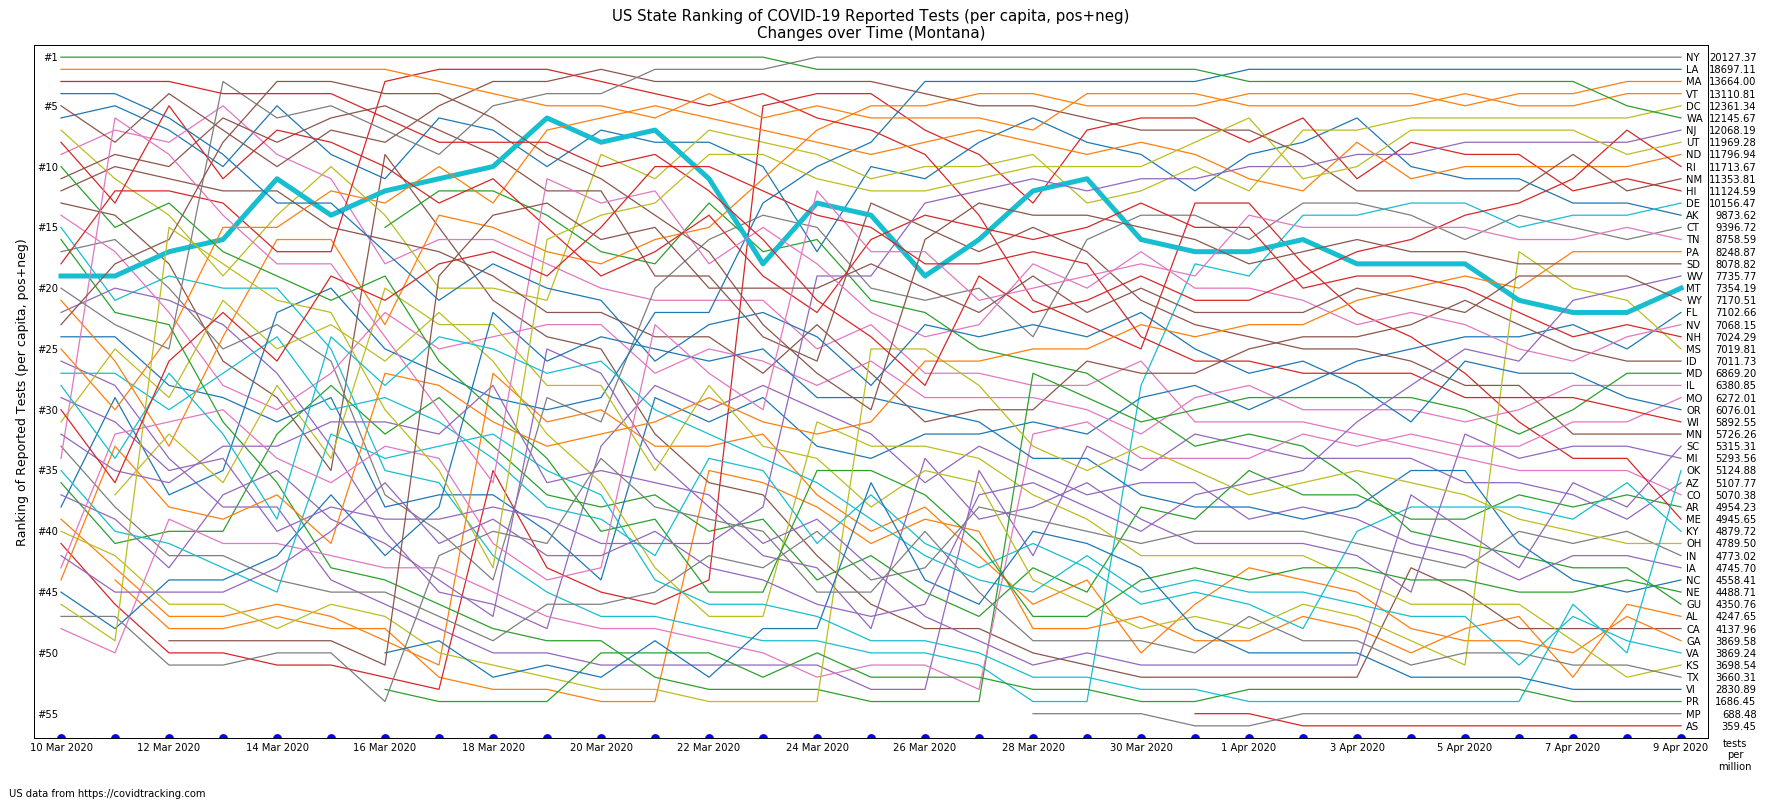 US State Ranking of COVID-19 Reported Tests (per capita, pos+neg)
Changes over Time (Montana)
Ranking of Reported Tests (per capita, pos+neg)
#1
#5
#10
#15
#20
#25
#30
#35
#40
#45
#50
#55
NY 20127.37
LA 18697.11
MA 13664.00
VT 13110.81
DC 12361.34
WA 12145.67
NJ 12068.19
UT 11969.28
ND 11796.94
RI 11713.67
NM 11353.81
HI 11124.59
DE 10156.47
AK 9873.62
CT 9396.72
TN 8758.59
PA 8248.87
SD 8078.82
WV 7735.77
MT 7354.19
WY 7170.51
FL 7102.66
NV 7068.15
NH 7024.29
MS 7019.81
ID 7011.73
MD 6869.20
IL 6380.85
MO 6272.01
OR 6076.01
WI 5892.55
MN 5726.26
SC 5315.31
MI 5293.56
OK 5124.88
AZ 5107.77
CO 5070.38
AR 4954.23
ME 4945.65
KY 4879.72
OH 4789.50
IN 4773.02
IA 4745.70
NC 4558.41
NE 4488.71
GU 4350.76
AL 4247.65
CA 4137.96
GA 3869.58
VA 3869.24
KS 3698.54
TX 3660.31
VI 2830.89
PR 1686.45
MP 688.48
AS 359.45
10 Mar 2020 12 Mar 2020 14 Mar 2020 16 Mar 2020 18 Mar 2020 20 Mar 2020 22 Mar 2020 24 Mar 2020 26 Mar 2020 28 Mar 2020 30 Mar 2020 1 Apr 2020 3 Apr 2020 5 Apr 2020 7 Apr 2020 9 Apr 2020
tests
per
million
US data from https://covidtracking.com